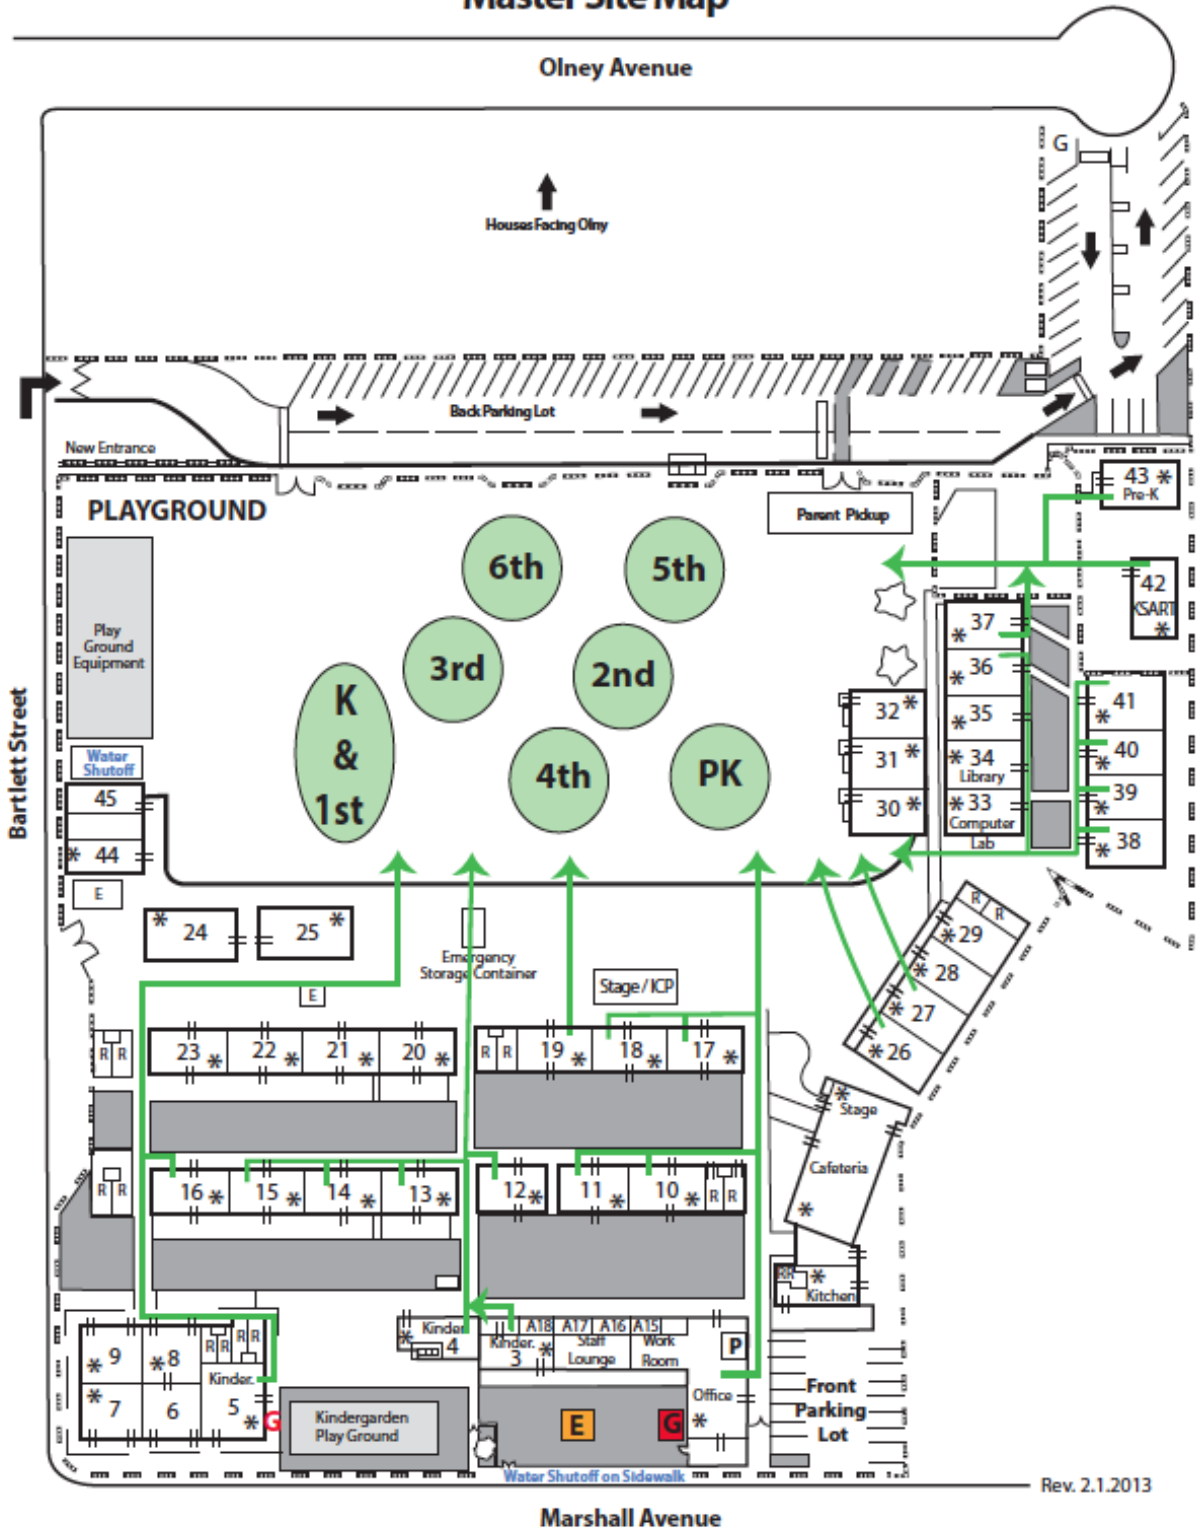 Master Site Map
Olney Avenue
G
Houses Facing Olny
Back Parking Lot
New Entrance
43 *
Pre-K
PLAYGROUND
Parent Pickup
6th
5th
42
KSART
*
Play
Ground
Equipment
37
*
3rd
2nd
36
*
K
&
1st
32 *
35
*
41
*
Water
Shutoff
31 *
* 34
Library
40
*
4th
PK
Bartlett Street
45
30 *
* 33
Computer
Lab
39
*
* 44
38
*
E
R
R
* 24
25 *
* 29
Emergency
Storage Container
* 28
E
Stage / ICP
* 27
* 26
R R
23 *
22 *
21 *
20 *
R R
19 *
18 *
17 *
*
Stage
Cafeteria
*
R R
16 *
15 *
14 *
13 *
12 *
11 *
10 *
R R
RR
*
Kitchen
* 9
* 8
R R
R R
Kinder.
* Kinder.
4
A18
A17
A16
A15
Kinder. *
3
Staff
Lounge
Work
Room
P
* 7
6
5 *
G
Kindergarden
Play Ground
E
G
Office
*
Front
Parking
Lot
Water Shutoff on Sidewalk
Rev. 2.1.2013
Marshall Avenue